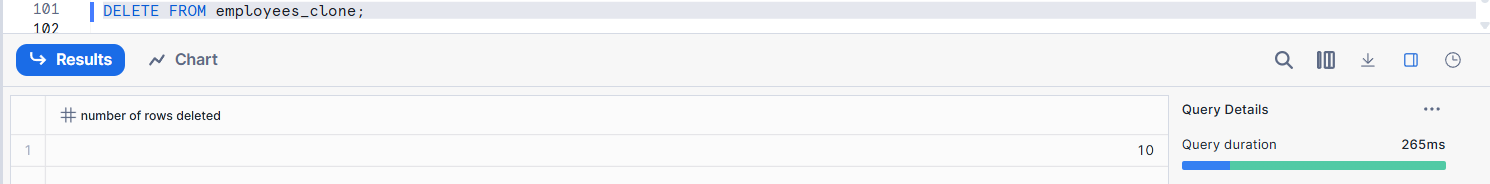 101 DELETE FROM employees_clone;
102
Results Chart
number of rows deleted
1 10
Query Details ...
Query duration 265ms